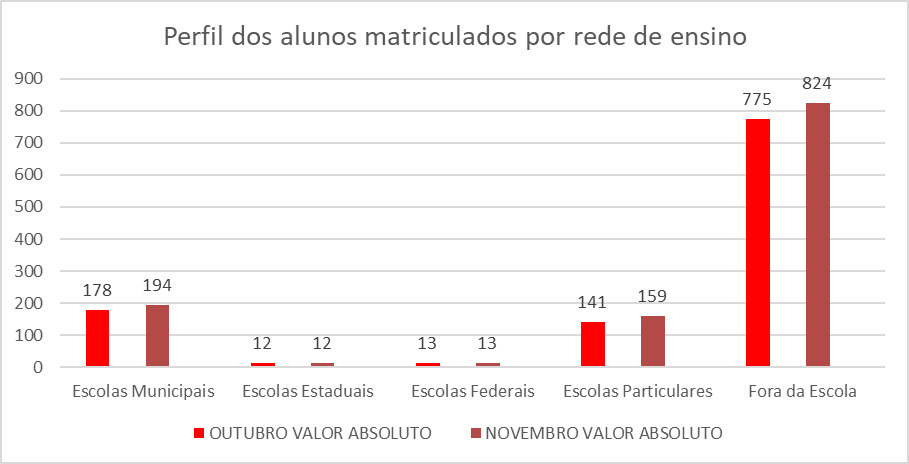 Perfil dos alunos matriculados por rede de ensino
900
800
700
600
500
400
300
200
100
0
178
194
12
12
13
13
141
159
775
824
Escolas Municipais
Escolas Estaduais
Escolas Federais
Escolas Particulares
Fora da Escola
OUTUBRO VALOR ABSOLUTO
NOVEMBRO VALOR ABSOLUTO